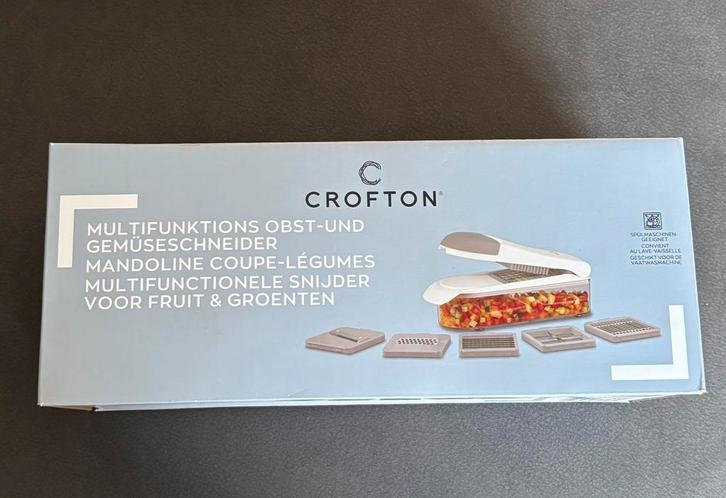 CROFTON®
MULTIFUNKTIONS OBST-UND
GEMÜSESCHNEIDER
MANDOLINE COUPE-LÉGUMES
MULTIFUNCTIONELE SNIJDER
VOOR FRUIT & GROENTEN
SPÜLMASCHINEN-
GEEIGNET
CONVIENT
AU LAVE-VAISSELLE
GESCHIKT VOOR DE
VAATWASMACHINE